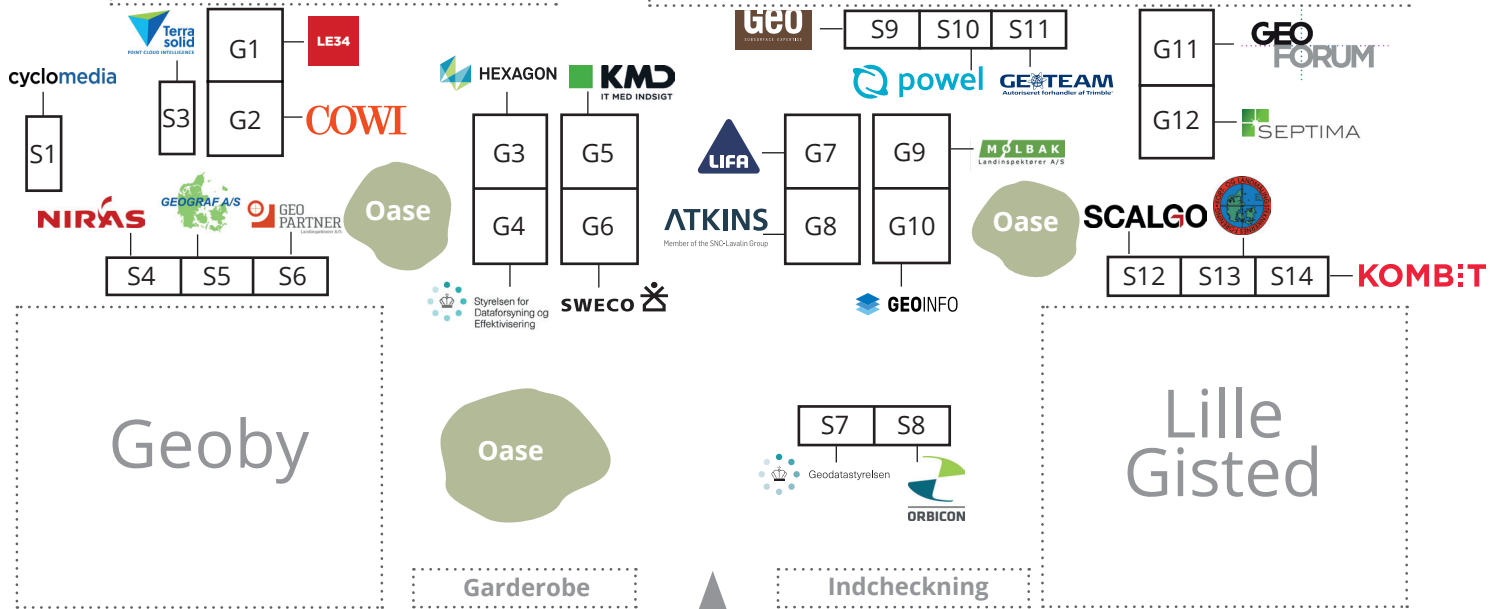 Terra
solid
POINT CLOUD INTELLIGENCE
G1
LE34
cyclomedia
S3
G2
COWI
S1
HEXAGON
KMD
IT MED INDSIGT
G3
G5
G4
G6
Oase
NIRAS
GEOGRAF A/S
GEO
PARTNER
Landinspektører A/S
S4
S5
S6
Styrelsen for
Dataforsyning og
Effektivisering
SWECO
Geo
SUBSURFACE EXPERTISE
S9
S10
S11
powel
GEOTEAM
Autoriseret forhandler af Trimble
LIFA
G7
G9
MØLBAK
Landinspektører A/S
ATKINS
Member of the SNC-Lavalin Group
G8
G10
Oase
GEOINFO
G11
GEO
FORUM
G12
SEPTIMA
SCALGO
S12
S13
S14
KOMBIT
Geoby
Oase
S7
S8
Geodatastyrelsen
ORBICON
Lille
Gisted
Garderobe
Indcheckning